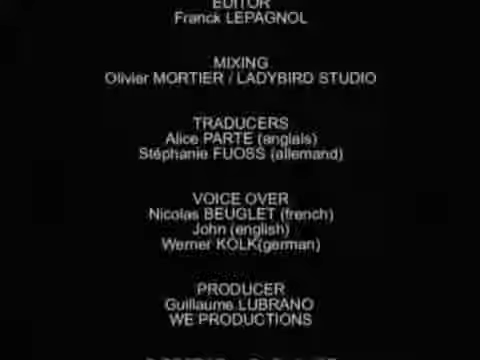 EDITOR
Franck LEPAGNOL
MIXING
Olivier MORTIER / LADYBIRD STUDIO
TRADUCERS
Alice PARTE (anglais)
Stéphanie FUOSS (allemand)
VOICE OVER
Nicolas BEUGLET (french)
John (english)
Werner KOLK(german)
PRODUCER
Guillaume LUBRANO
WE PRODUCTIONS